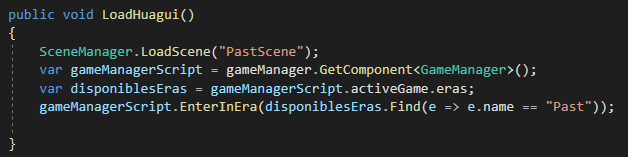 public void LoadHuagui()
{
SceneManager.LoadScene("PastScene");
var gameManagerScript = gameManager.GetComponent<GameManager>();
var disponiblesEras = gameManagerScript.activeGame.eras;
gameManagerScript.EnterInEra(disponiblesEras.Find(e => e.name == "Past"));
}